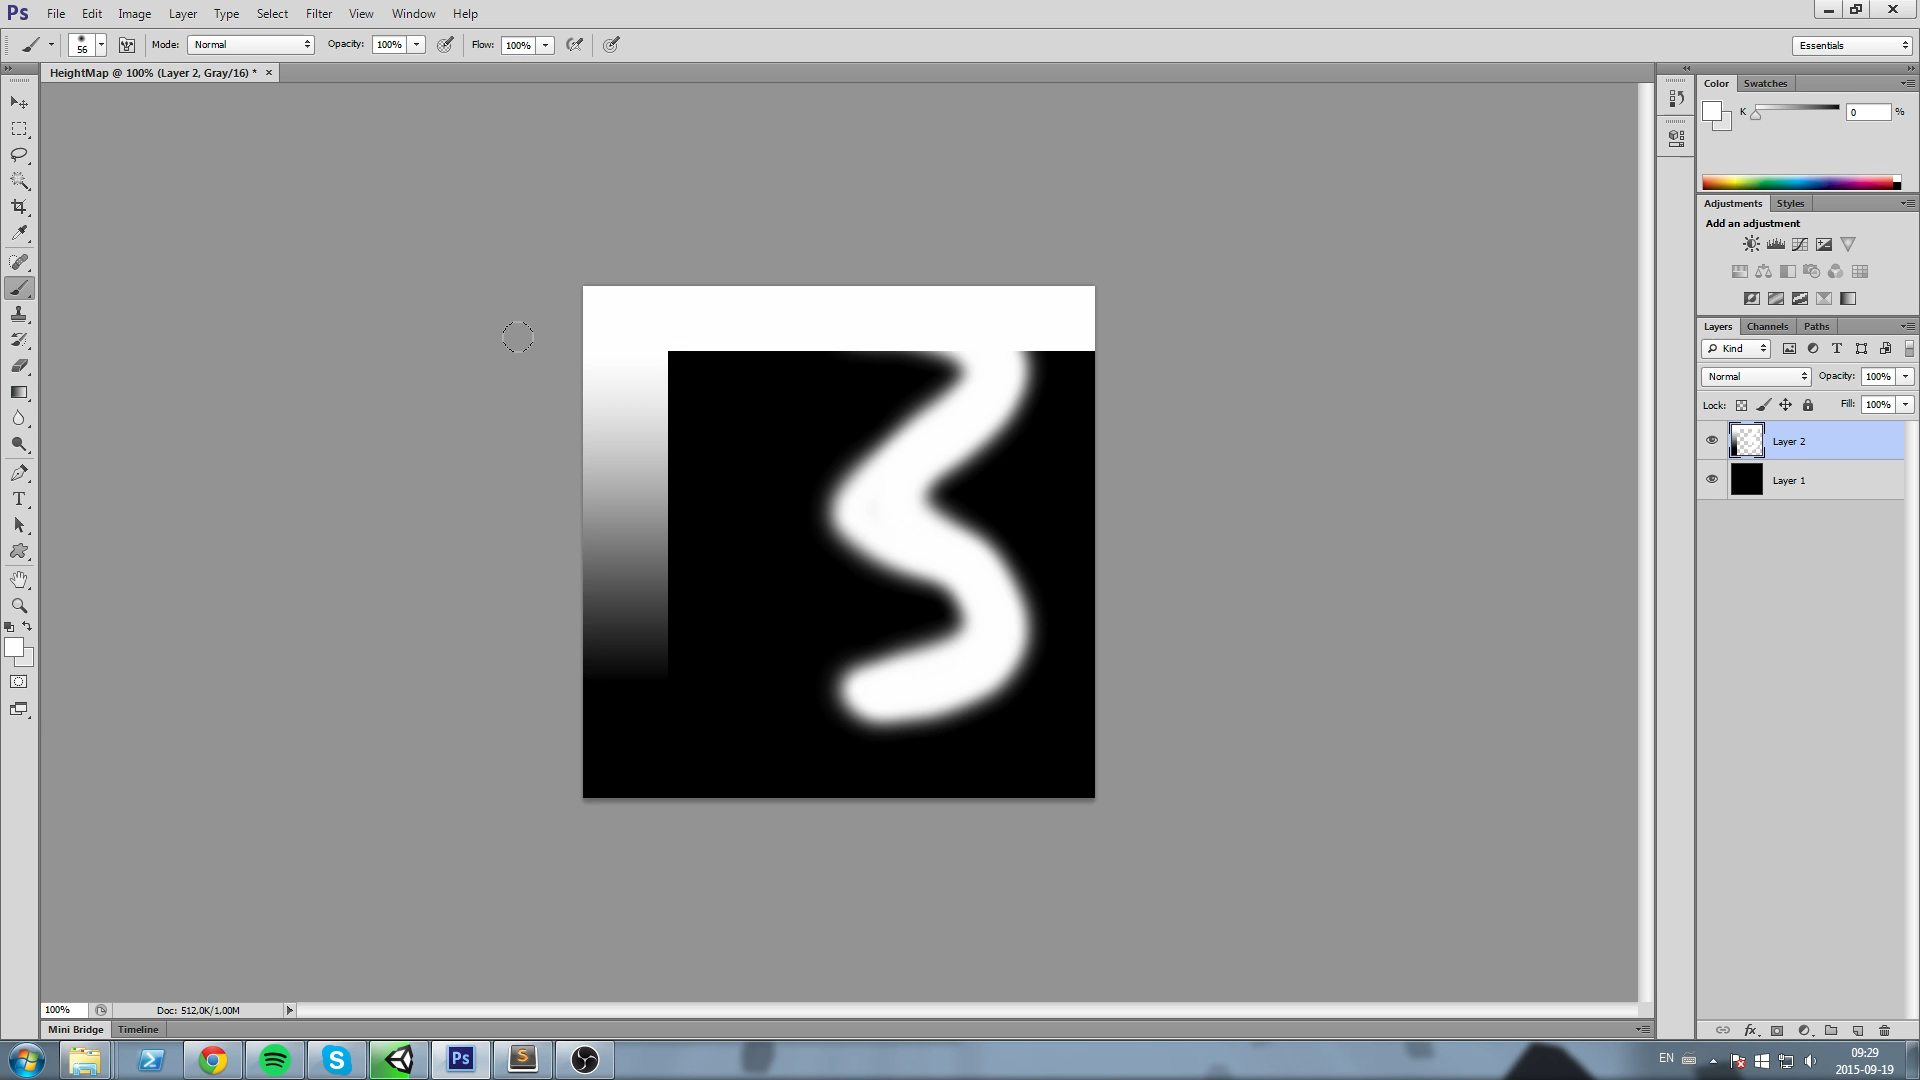 Ps File Edit Image Layer Type Select Filter View Window Help
56 Mode: Normal Opacity: 100% Flow: 100% Essentials
HeightMap @ 100% (Layer 2, Gray/16) * ×
Color Swatches
K 0 %
Adjustments Styles
Add an adjustment
Layers Channels Paths
Kind T
Normal Opacity: 100%
Lock: Fill: 100%
Layer 2
Layer 1
T
100% Doc: 512,0K/1,00M
fx
Mini Bridge Timeline
S Ps S
EN 09:29
2015-09-19